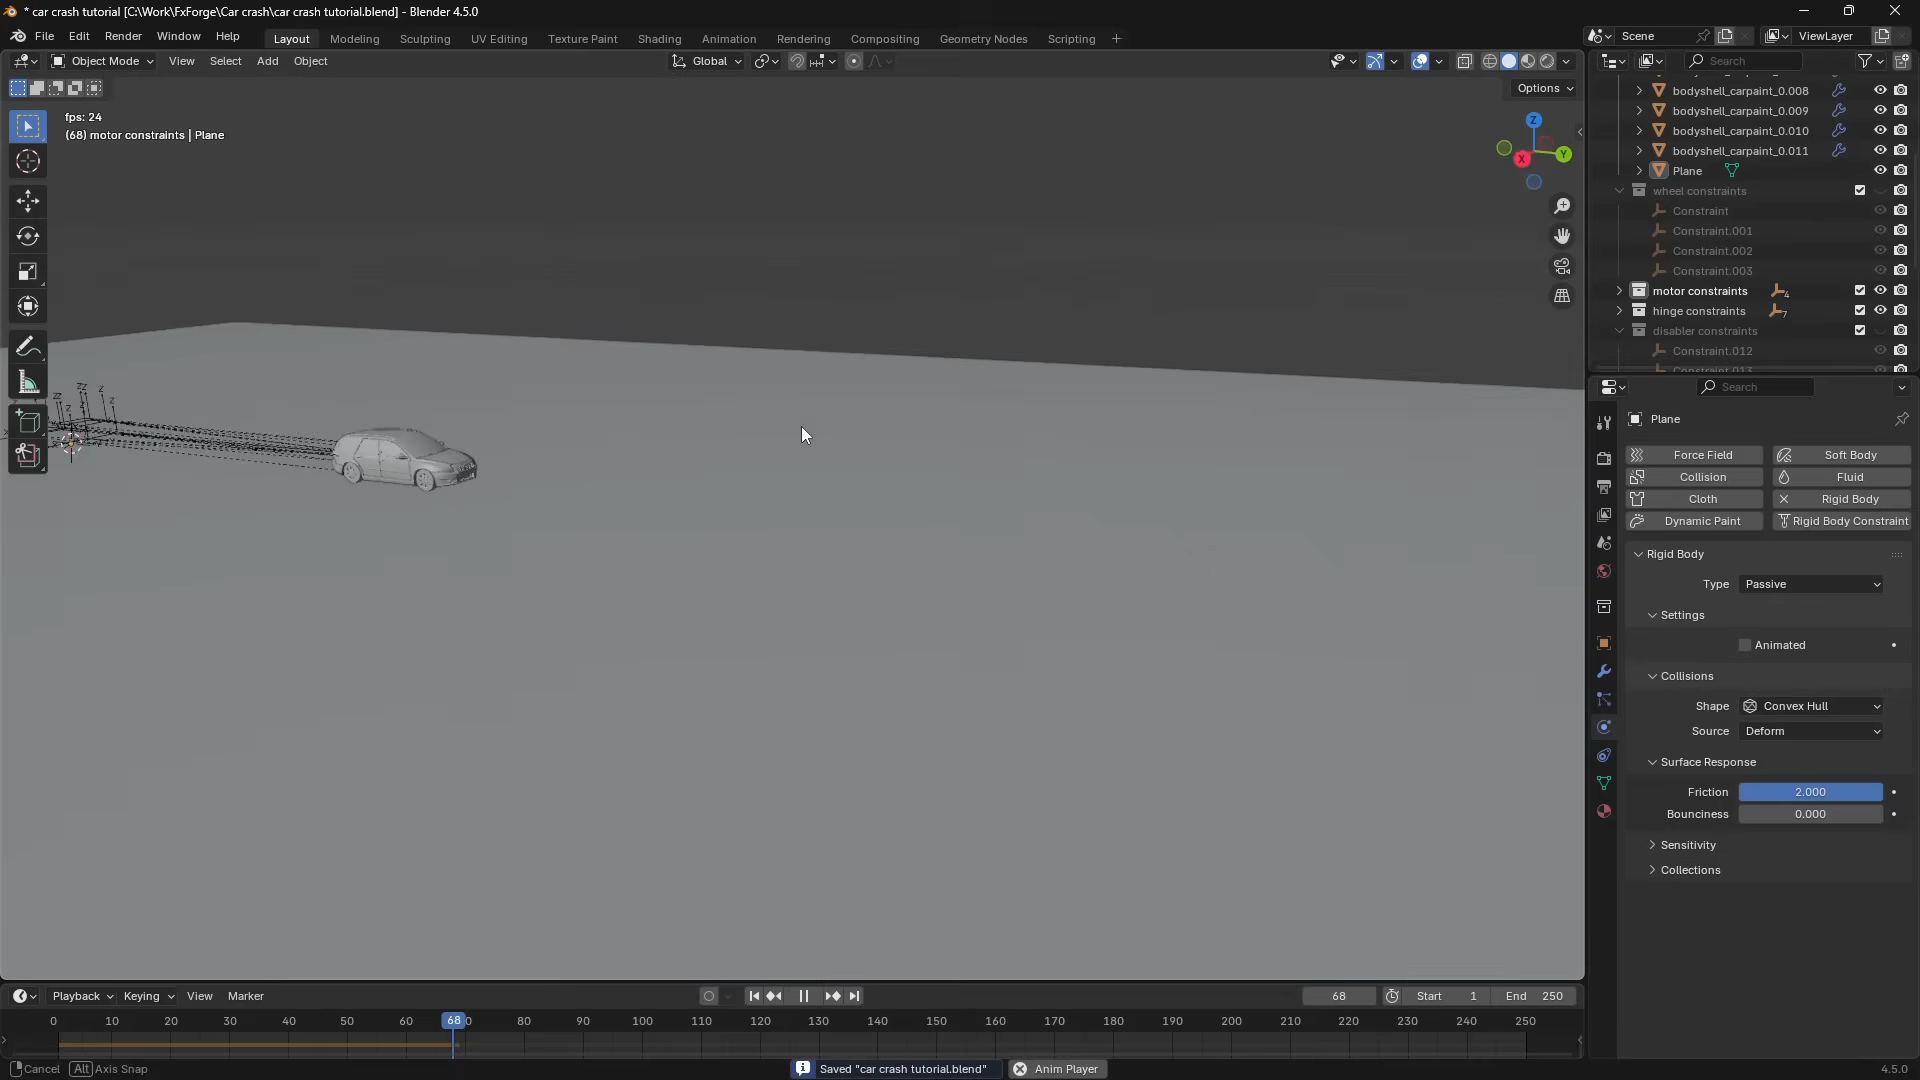 * car crash tutorial [C:\Work\FxForge\Car crash\car crash tutorial.blend] - Blender 4.5.0
File Edit Render Window Help
Layout Modeling Sculpting UV Editing Texture Paint Shading Animation Rendering Compositing Geometry Nodes Scripting +
Scene
ViewLayer
Object Mode View Select Add Object
Global
Search
Options
fps: 24
(68) motor constraints | Plane
Z
Y
X
bodyshell_carpaint_0.008
bodyshell_carpaint_0.009
bodyshell_carpaint_0.010
bodyshell_carpaint_0.011
Plane
wheel constraints
Constraint
Constraint.001
Constraint.002
Constraint.003
motor constraints 4
hinge constraints 7
disabler constraints
Constraint.012
Constraint.013
Search
Plane
Force Field Soft Body
Collision Fluid
Cloth Rigid Body
Dynamic Paint Rigid Body Constraint
Rigid Body
Type Passive
Settings
Animated
Collisions
Shape Convex Hull
Source Deform
Surface Response
Friction 2.000
Bounciness 0.000
Sensitivity
Collections
Playback Keying View Marker
68 Start 1 End 250
0 10 20 30 40 50 60 68 0 80 90 100 110 120 130 140 150 160 170 180 190 200 210 220 230 240 250
Cancel Alt Axis Snap
Saved "car crash tutorial.blend" Anim Player
4.5.0